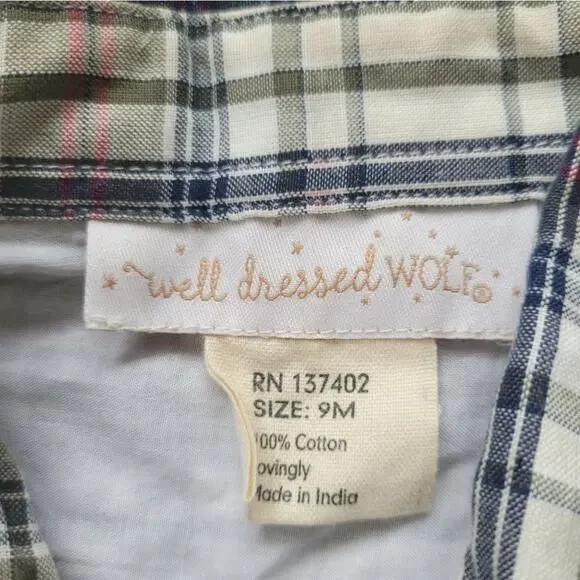 well dressed WOLF®
RN 137402
SIZE: 9M
100% Cotton
ovingly
Made in India